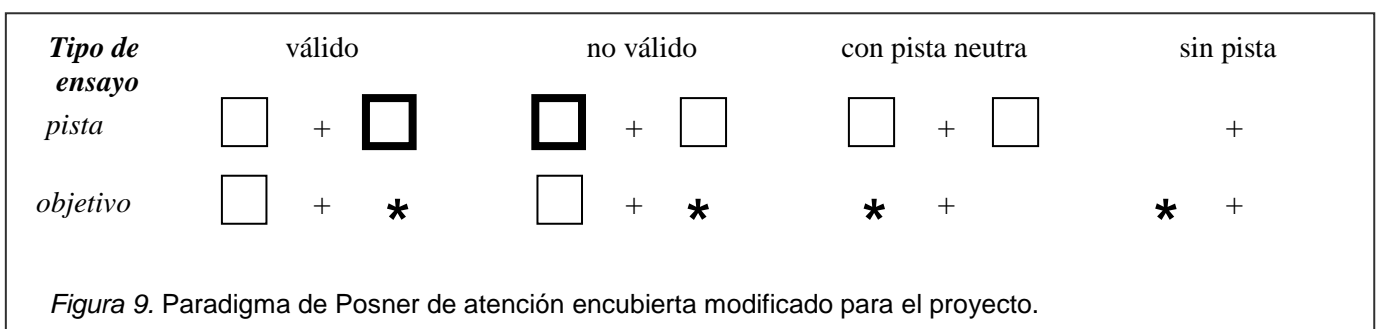 Tipo de ensayo válido no válido con pista neutra sin pista
pista + + + +
objetivo + * + * * + * +
Figura 9. Paradigma de Posner de atención encubierta modificado para el proyecto.